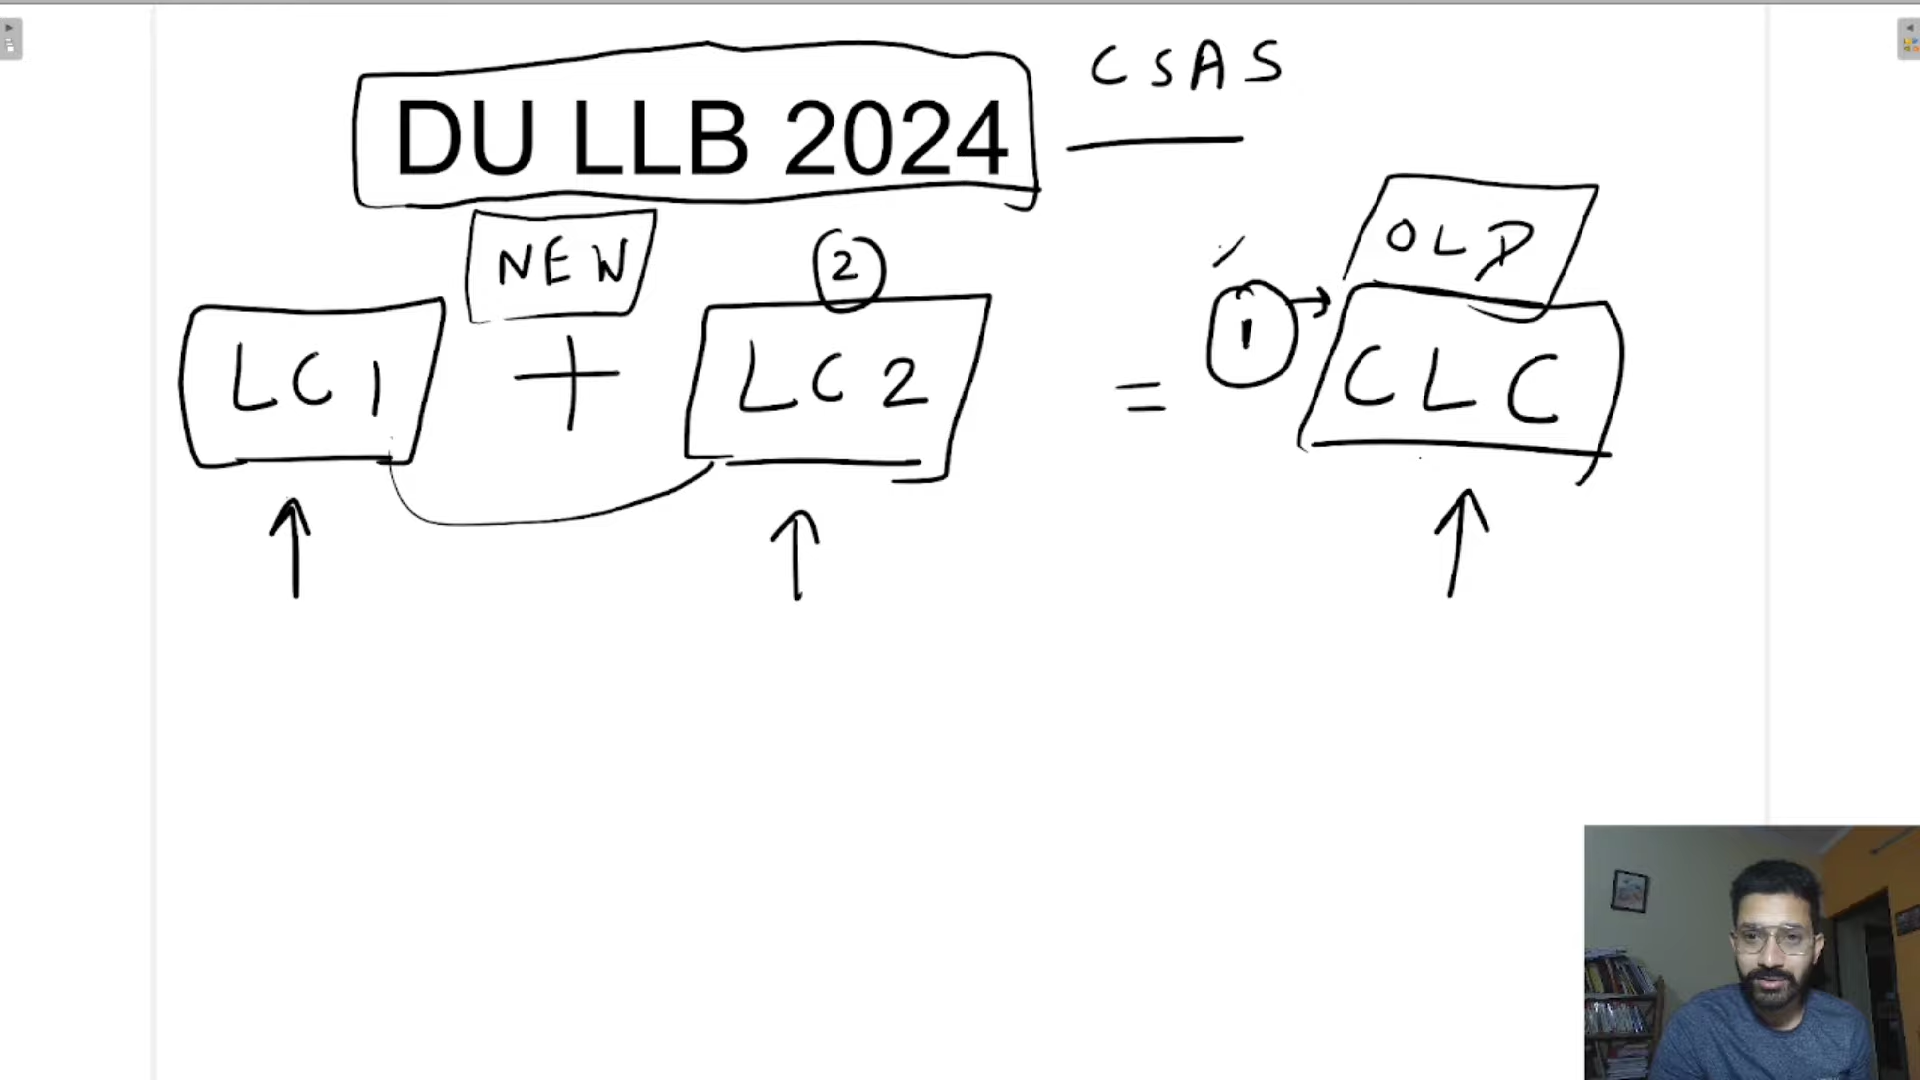 CSAS
DU LLB 2024
NEW
2
OLD
1
LC1 + LC2 = CLC